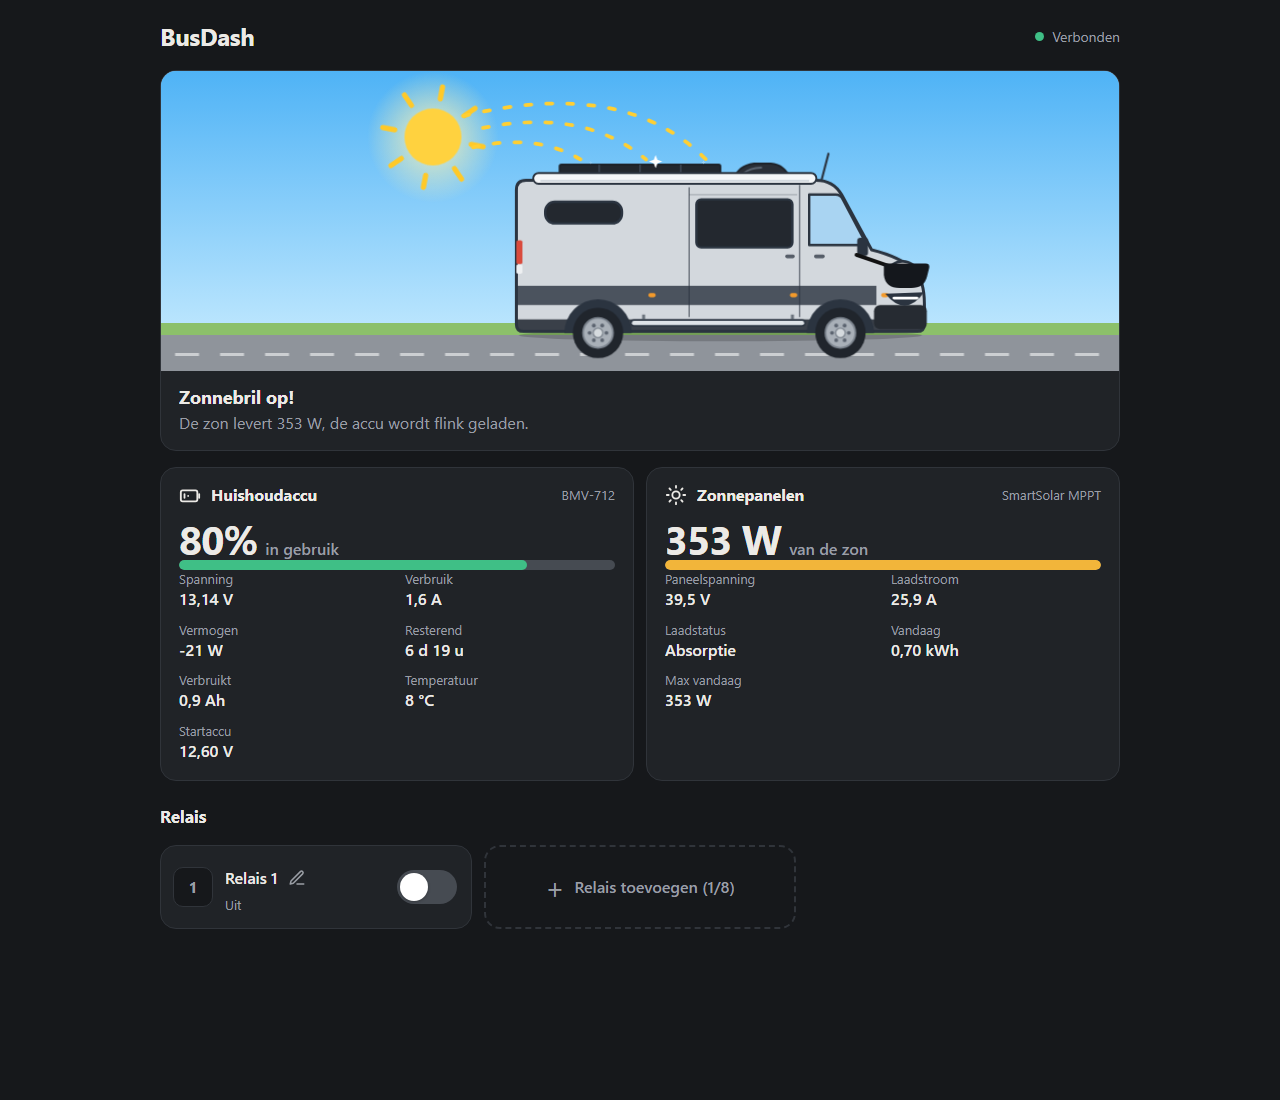 BusDash
Verbonden
Zonnebril op!
De zon levert 353 W, de accu wordt flink geladen.
Huishoudaccu
BMV-712
80% in gebruik
Spanning
13,14 V
Verbruik
1,6 A
Vermogen
-21 W
Resterend
6 d 19 u
Verbruikt
0,9 Ah
Temperatuur
8 °C
Startaccu
12,60 V
Zonnepanelen
SmartSolar MPPT
353 W van de zon
Paneelspanning
39,5 V
Laadstroom
25,9 A
Laadstatus
Absorptie
Vandaag
0,70 kWh
Max vandaag
353 W
Relais
1
Relais 1
Uit
+ Relais toevoegen (1/8)